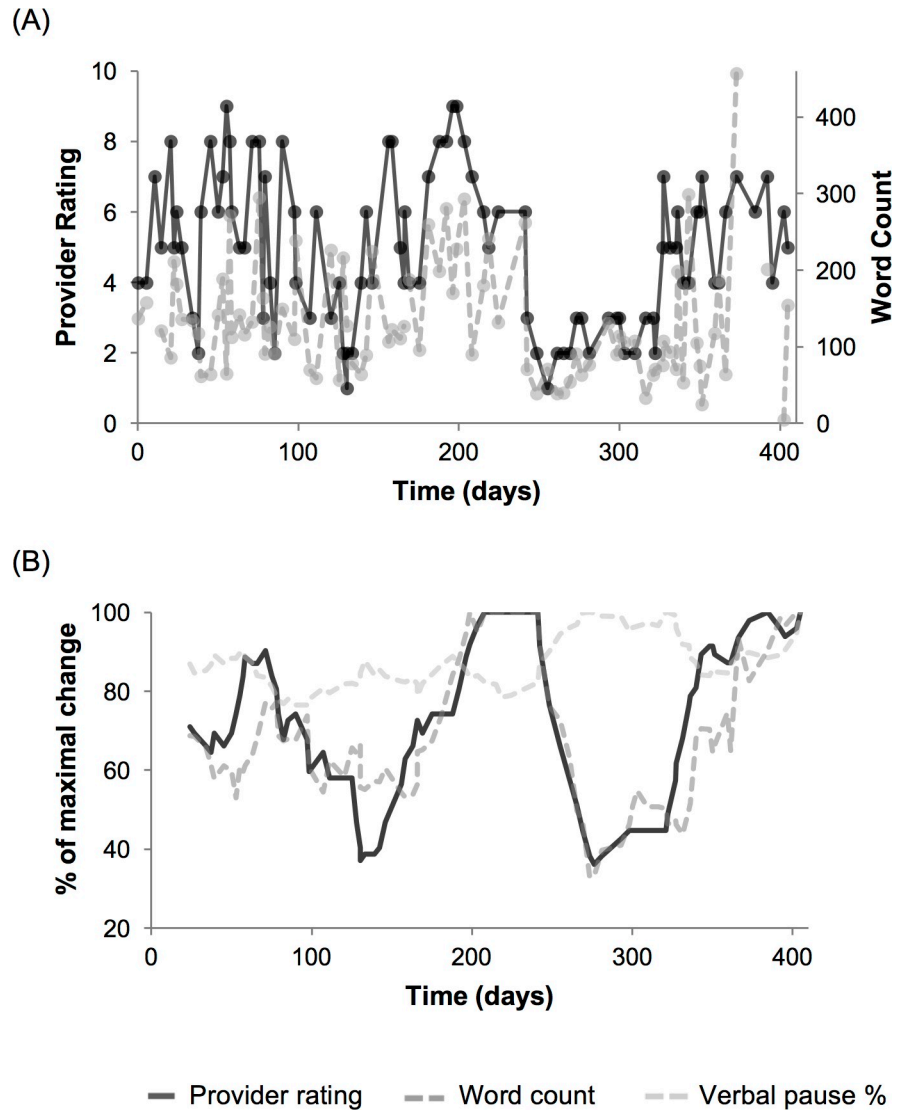 (A)
10
8
6
4
2
0
Provider Rating
400
300
200
100
0
Word Count
0 100 200 300 400
Time (days)
(B)
100
80
60
40
20
% of maximal change
0 100 200 300 400
Time (days)
Provider rating Word count Verbal pause %